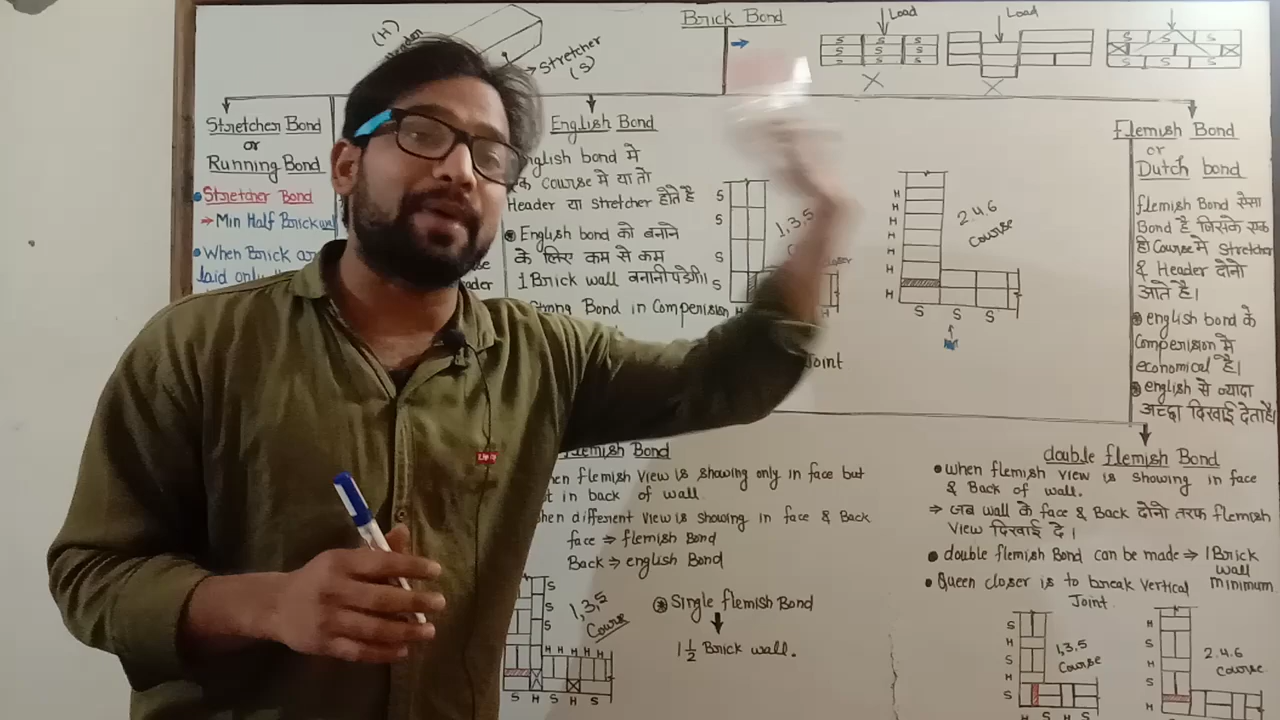 Brick Bond
Load
Load
S S S
S S S
S S S
S S S
S
S S S
(H)
Stretcher
(S)
Stretcher Bond
or
Running Bond
Stretcher Bond
→ Min Half Brick wall
When Brick are
laid only
English Bond
English bond में
एक Course में या तो
Header या Stretcher होते है
English bond को बनाने
के लिए कम से कम
1 Brick wall बनानी पडेगी।
Strong Bond in Comperision
S
S
S
S
H
1,3,5
Joint
H
H
H
H
H
H
H
S S S
2.4.6
Course
Flemish Bond
or
Dutch bond
flemish Bond ऐसा
Bond है जिसके एक
ही Course में Stretcher
& Header दोनो
आते है।
english bond के
Comperision में
economical है।
english से ज्यादा
अच्छा दिखाई देता है।
flemish Bond
when flemish view is showing only in face but
not in back of wall
when different view is showing in face & Back
face ⇒ flemish Bond
Back ⇒ english Bond
S
S
S
1,3,5
Course
H H H H H
S H S H S
Single flemish Bond
1 1/2 Brick wall.
double flemish Bond
when flemish view is showing in face
& Back of wall.
⇒ जब wall के face & Back दोनो तरफ flemish
View दिखाई दे।
double flemish Bond can be made ⇒ 1 Brick
wall
minimum
Queen closer is to break vertical
Joint.
S
H
S
H
S
H S H S
1,3,5
Course
H
S
H
S
H
2.4.6
course